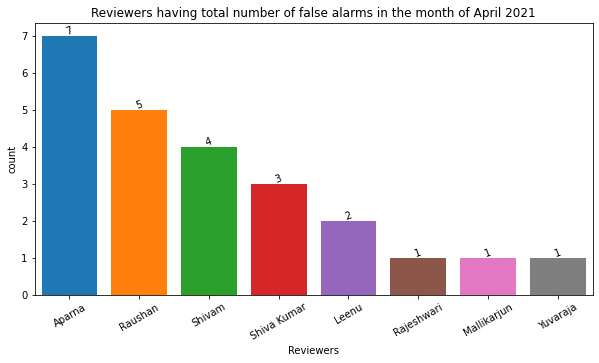 Reviewers having total number of false alarms in the month of April 2021
count
7
6
5
4
3
2
1
0
7
5
4
3
2
1
1
1
Aparna
Raushan
Shivam
Shiva Kumar
Leenu
Rajeshwari
Mallikarjun
Yuvaraja
Reviewers